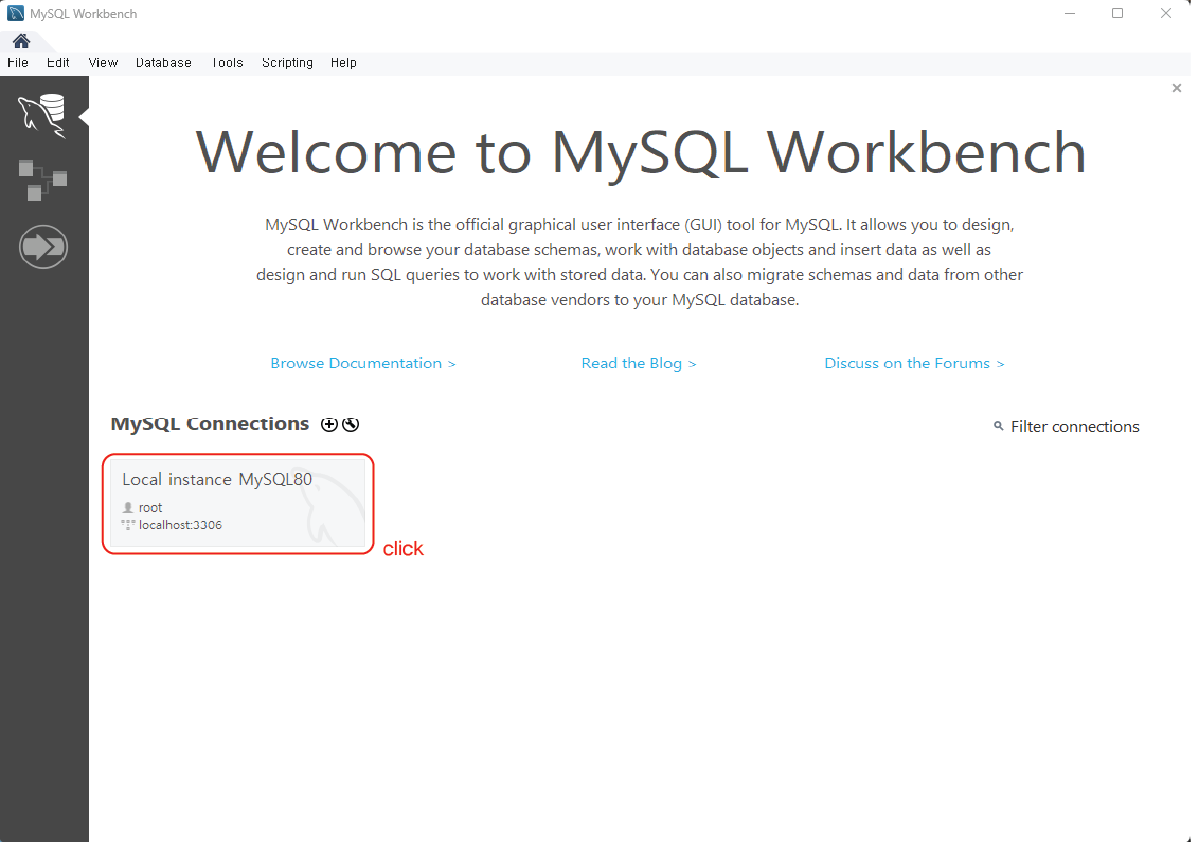 MySQL Workbench
File Edit View Database Tools Scripting Help
Welcome to MySQL Workbench
MySQL Workbench is the official graphical user interface (GUI) tool for MySQL. It allows you to design,
create and browse your database schemas, work with database objects and insert data as well as
design and run SQL queries to work with stored data. You can also migrate schemas and data from other
database vendors to your MySQL database.
Browse Documentation > Read the Blog > Discuss on the Forums >
MySQL Connections Filter connections
Local instance MySQL80
root
localhost:3306
click